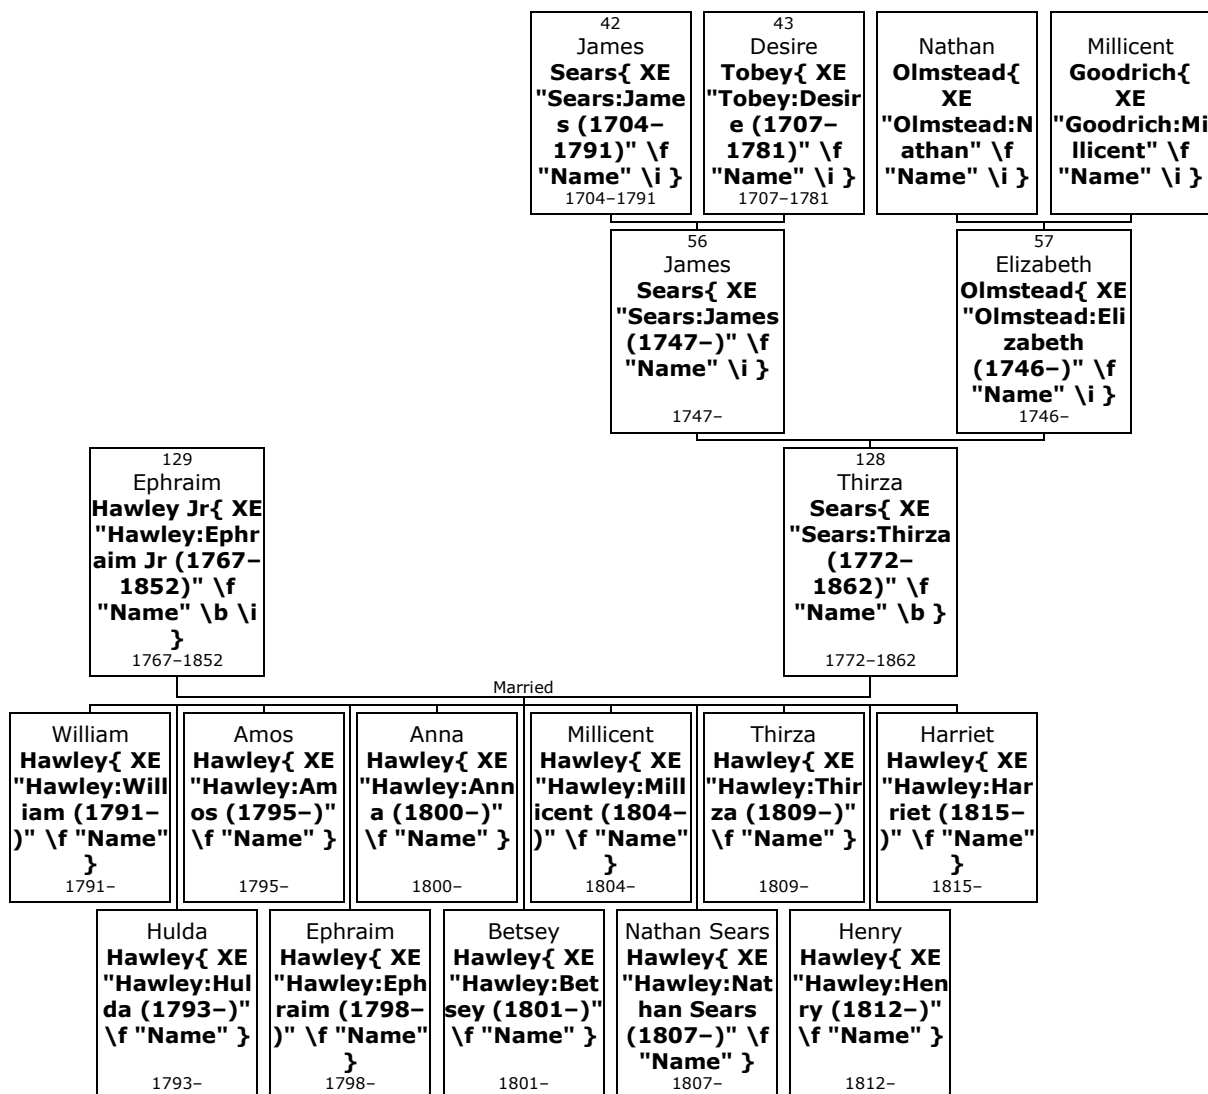 42
James
Sears{ XE
"Sears:Jame
s (1704–
1791)" \f
"Name" \i }
1704–1791
43
Desire
Tobey{ XE
"Tobey:Desir
e (1707–
1781)" \f
"Name" \i }
1707–1781
Nathan
Olmstead{
XE
"Olmstead:N
athan" \f
"Name" \i }
Millicent
Goodrich{
XE
"Goodrich:Mi
llicent" \f
"Name" \i }
56
James
Sears{ XE
"Sears:James
(1747–)" \f
"Name" \i }
1747–
57
Elizabeth
Olmstead{ XE
"Olmstead:Eli
zabeth
(1746–)" \f
"Name" \i }
1746–
129
Ephraim
Hawley Jr{ XE
"Hawley:Ephr
aim Jr (1767–
1852)" \f
"Name" \b \i
}
1767–1852
128
Thirza
Sears{ XE
"Sears:Thirza
(1772–
1862)" \f
"Name" \b }
1772–1862
Married
William
Hawley{ XE
"Hawley:Will
iam (1791–
)" \f "Name"
}
1791–
Amos
Hawley{ XE
"Hawley:Am
os (1795–)"
\f "Name" }
1795–
Anna
Hawley{ XE
"Hawley:Ann
a (1800–)"
\f "Name" }
1800–
Millicent
Hawley{ XE
"Hawley:Mill
icent (1804–
)" \f "Name"
}
1804–
Thirza
Hawley{ XE
"Hawley:Thir
za (1809–)"
\f "Name" }
1809–
Harriet
Hawley{ XE
"Hawley:Har
riet (1815–
)" \f "Name"
}
1815–
Hulda
Hawley{ XE
"Hawley:Hul
da (1793–)"
\f "Name" }
1793–
Ephraim
Hawley{ XE
"Hawley:Eph
raim (1798–
)" \f "Name"
}
1798–
Betsey
Hawley{ XE
"Hawley:Bet
sey (1801–)"
\f "Name" }
1801–
Nathan Sears
Hawley{ XE
"Hawley:Nat
han Sears
(1807–)" \f
"Name" }
1807–
Henry
Hawley{ XE
"Hawley:Hen
ry (1812–)"
\f "Name" }
1812–